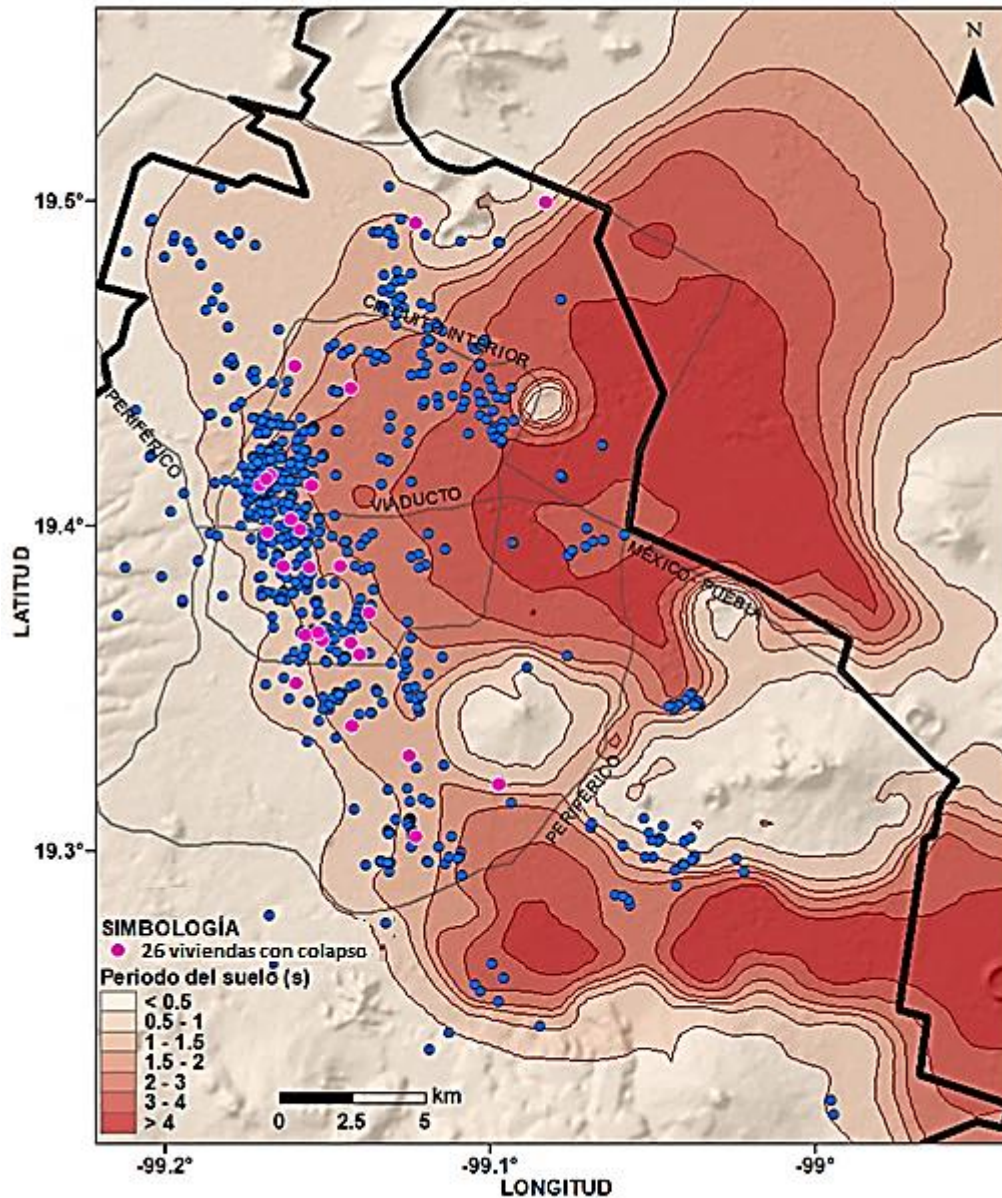 N
19.5°
CIRCUITO INTERIOR
PERIFÉRICO
VIADUCTO
19.4°
MÉXICO - PUEBLA
LATITUD
PERIFÉRICO
19.3°
SIMBOLOGÍA
26 viviendas con colapso
Periodo del suelo (s)
< 0.5
0.5 - 1
1 - 1.5
1.5 - 2
2 - 3
3 - 4
> 4
km
0 2.5 5
-99.2° -99.1° -99°
LONGITUD